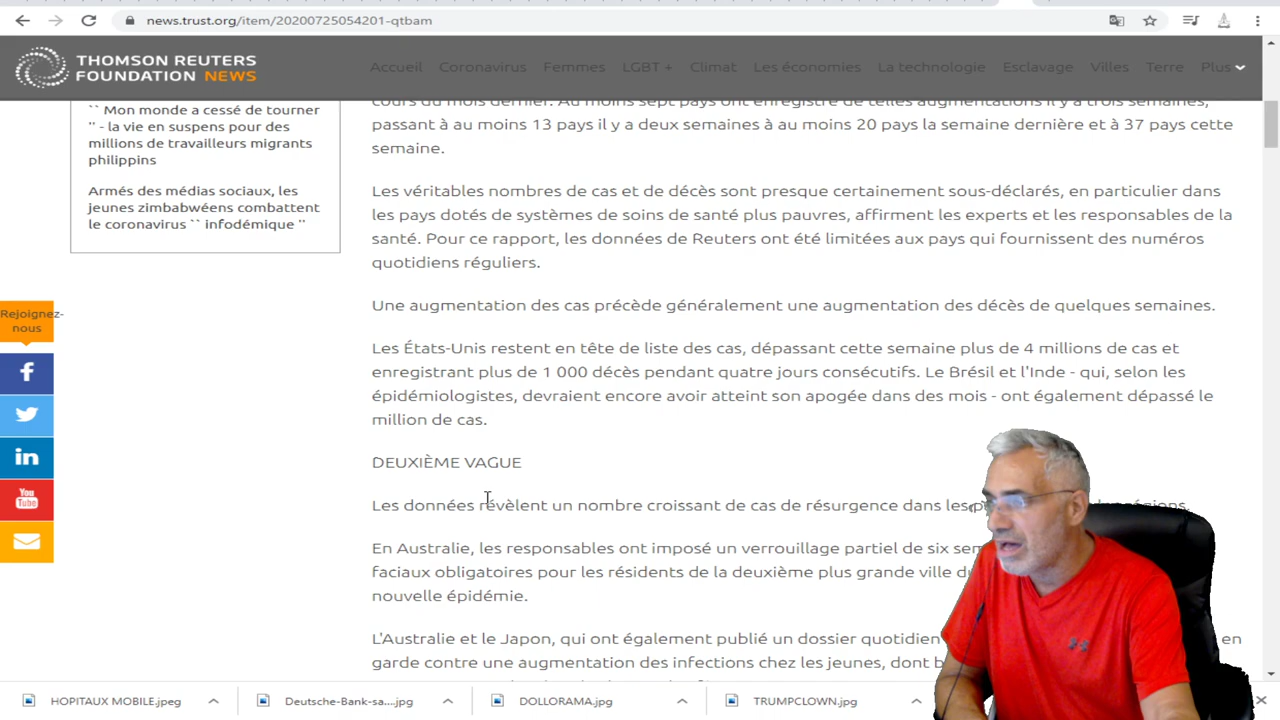 news.trust.org/item/20200725054201-qtbam
THOMSON REUTERS
FOUNDATION NEWS
Accueil Coronavirus Femmes LGBT + Climat Les économies La technologie Esclavage Villes Terre Plus
`` Mon monde a cessé de tourner
'' - la vie en suspens pour des
millions de travailleurs migrants
philippins
Armés des médias sociaux, les
jeunes zimbabwéens combattent
le coronavirus `` infodémique ''
Rejoignez-
nous
f
in
You
Tube
cours du mois dernier. Au moins sept pays ont enregistré de telles augmentations il y a trois semaines,
passant à au moins 13 pays il y a deux semaines à au moins 20 pays la semaine dernière et à 37 pays cette
semaine.
Les véritables nombres de cas et de décès sont presque certainement sous-déclarés, en particulier dans
les pays dotés de systèmes de soins de santé plus pauvres, affirment les experts et les responsables de la
santé. Pour ce rapport, les données de Reuters ont été limitées aux pays qui fournissent des numéros
quotidiens réguliers.
Une augmentation des cas précède généralement une augmentation des décès de quelques semaines.
Les États-Unis restent en tête de liste des cas, dépassant cette semaine plus de 4 millions de cas et
enregistrant plus de 1 000 décès pendant quatre jours consécutifs. Le Brésil et l'Inde - qui, selon les
épidémiologistes, devraient encore avoir atteint son apogée dans des mois - ont également dépassé le
million de cas.
DEUXIÈME VAGUE
Les données révèlent un nombre croissant de cas de résurgence dans les régions.
En Australie, les responsables ont imposé un verrouillage partiel de six
faciaux obligatoires pour les résidents de la deuxième plus grande ville
nouvelle épidémie.
L'Australie et le Japon, qui ont également publié un dossier quotidien en
garde contre une augmentation des infections chez les jeunes, dont
HOPITAUX MOBILE.jpeg
Deutsche-Bank-sa....jpg
DOLLORAMA.jpg
TRUMPCLOWN.jpg